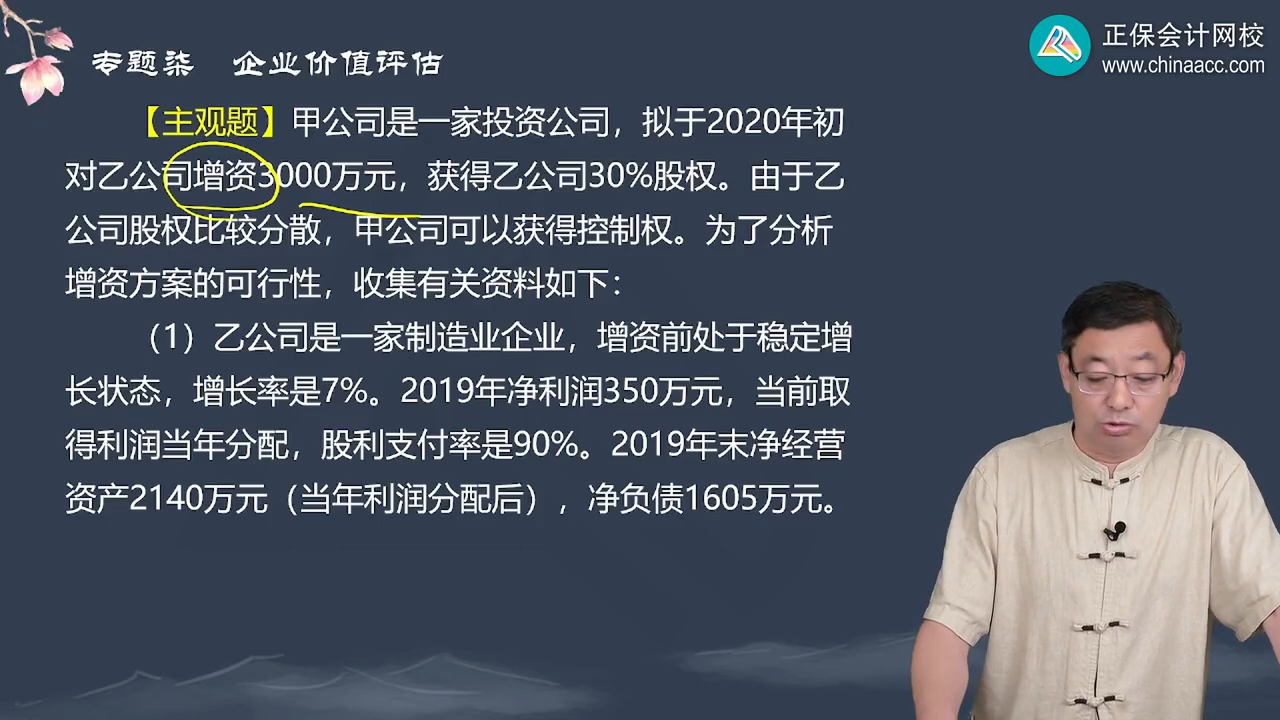 专题柒 企业价值评估
正保会计网校
www.chinaacc.com
【主观题】甲公司是一家投资公司，拟于2020年初
对乙公司增资3000万元，获得乙公司30%股权。由于乙
公司股权比较分散，甲公司可以获得控制权。为了分析
增资方案的可行性，收集有关资料如下：
（1）乙公司是一家制造业企业，增资前处于稳定增
长状态，增长率是7%。2019年净利润350万元，当前取
得利润当年分配，股利支付率是90%。2019年末净经营
资产2140万元（当年利润分配后），净负债1605万元。